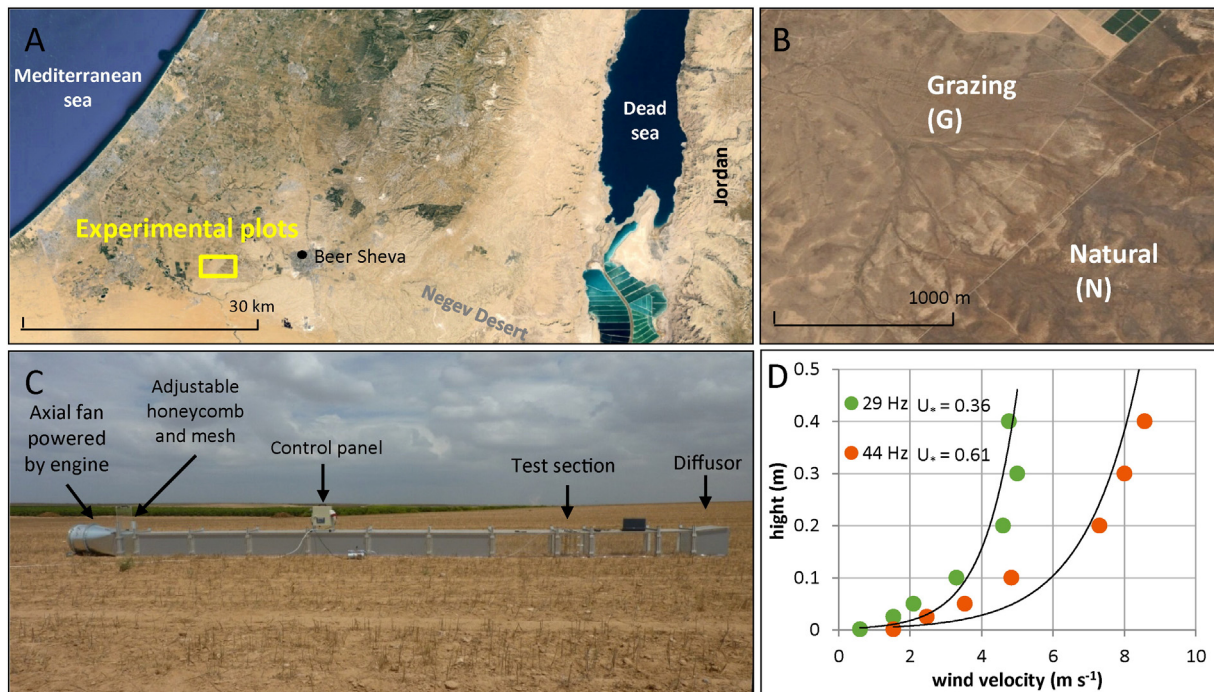 A
Mediterranean
sea
Dead
sea
Jordan
Experimental plots
Beer Sheva
30 km
Negev Desert
B
Grazing
(G)
Natural
(N)
1000 m
C
Axial fan
powered
by engine
Adjustable
honeycomb
and mesh
Control panel
Test section
Diffusor
D
0.5
0.4
0.3
0.2
0.1
0
hight (m)
29 Hz U* = 0.36
44 Hz U* = 0.61
0 2 4 6 8 10
wind velocity (m s⁻¹)